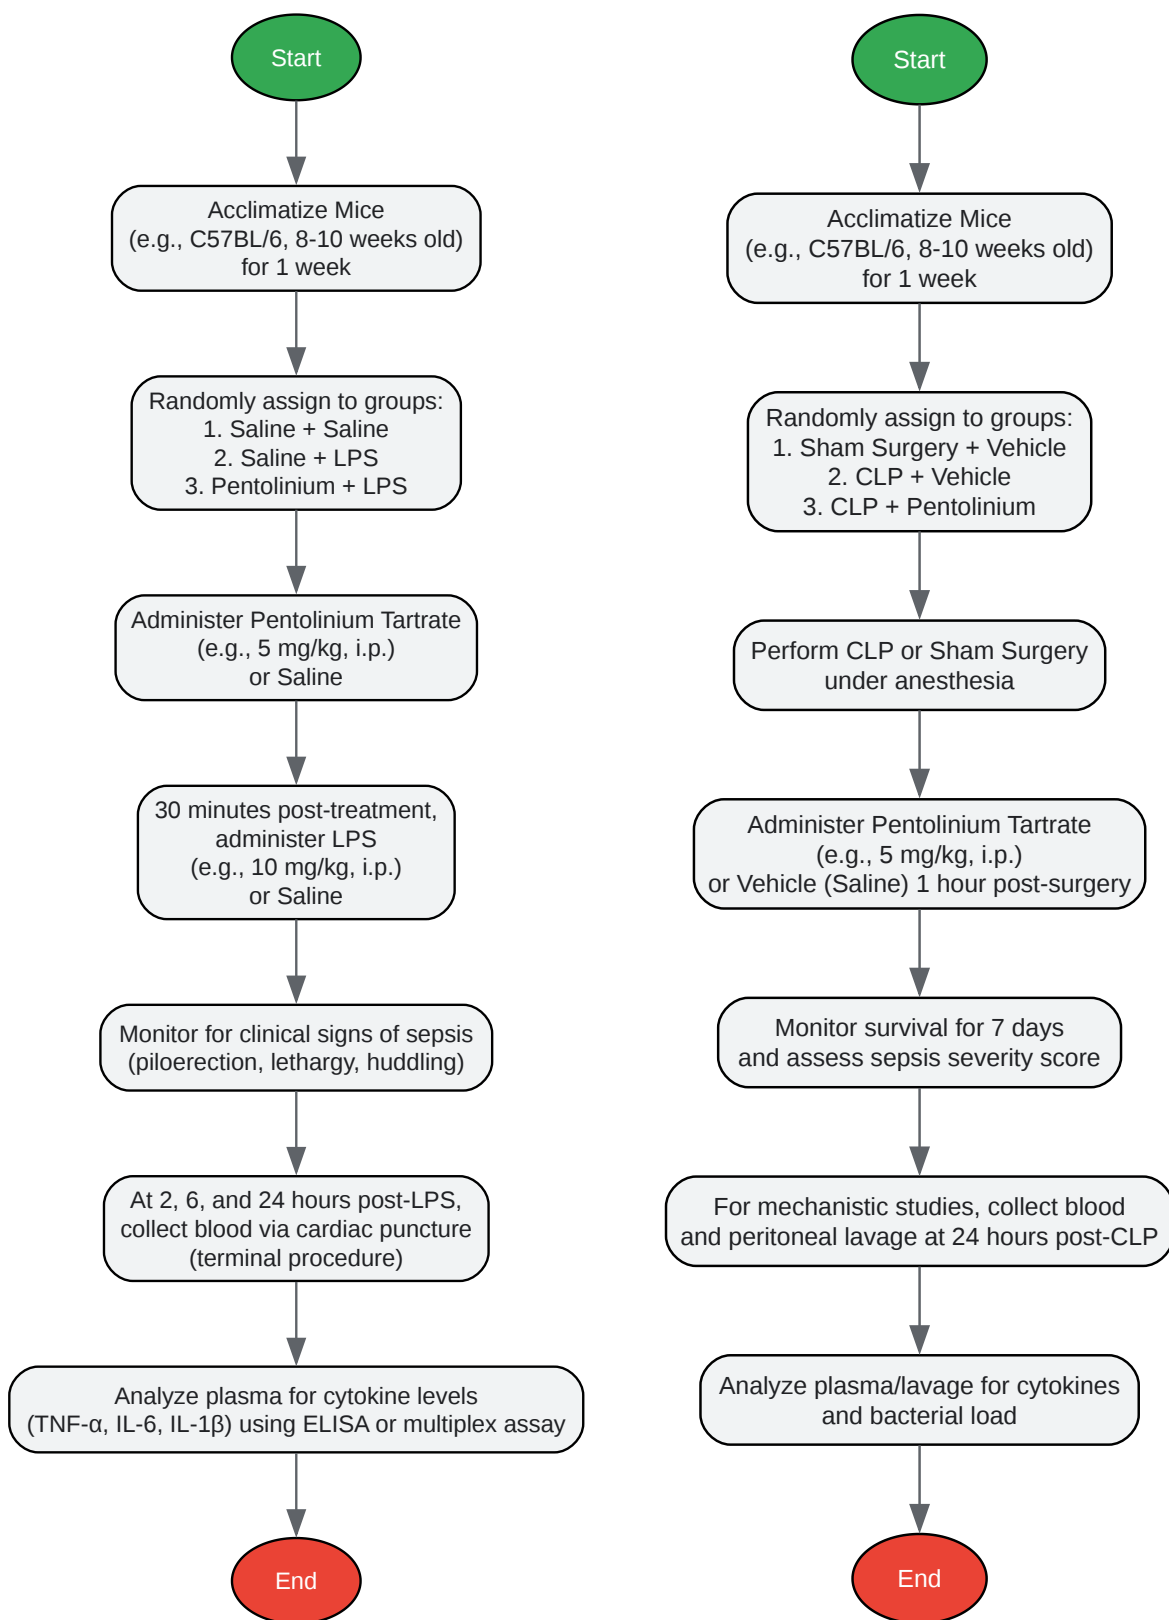 Start
Acclimatize Mice
(e.g., C57BL/6, 8-10 weeks old)
for 1 week
Randomly assign to groups:
1. Saline + Saline
2. Saline + LPS
3. Pentolinium + LPS
Administer Pentolinium Tartrate
(e.g., 5 mg/kg, i.p.)
or Saline
30 minutes post-treatment,
administer LPS
(e.g., 10 mg/kg, i.p.)
or Saline
Monitor for clinical signs of sepsis
(piloerection, lethargy, huddling)
At 2, 6, and 24 hours post-LPS,
collect blood via cardiac puncture
(terminal procedure)
Analyze plasma for cytokine levels
(TNF-α, IL-6, IL-1β) using ELISA or multiplex assay
End
Start
Acclimatize Mice
(e.g., C57BL/6, 8-10 weeks old)
for 1 week
Randomly assign to groups:
1. Sham Surgery + Vehicle
2. CLP + Vehicle
3. CLP + Pentolinium
Perform CLP or Sham Surgery
under anesthesia
Administer Pentolinium Tartrate
(e.g., 5 mg/kg, i.p.)
or Vehicle (Saline) 1 hour post-surgery
Monitor survival for 7 days
and assess sepsis severity score
For mechanistic studies, collect blood
and peritoneal lavage at 24 hours post-CLP
Analyze plasma/lavage for cytokines
and bacterial load
End